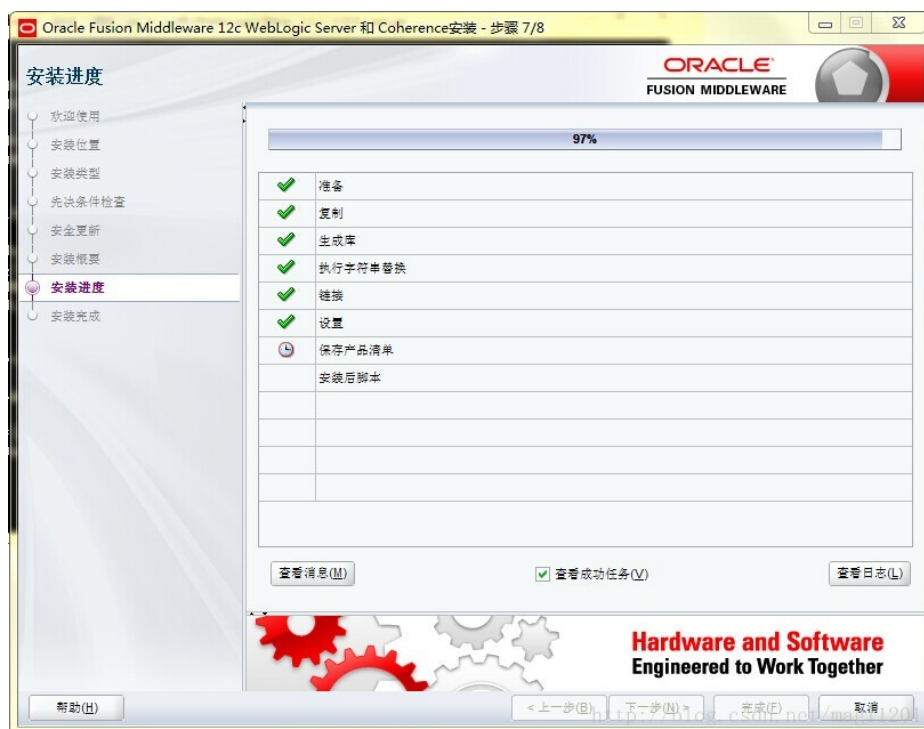 Oracle Fusion Middleware 12c WebLogic Server 和 Coherence安装 - 步骤 7/8
安装进度
ORACLE
FUSION MIDDLEWARE
欢迎使用
安装位置
安装类型
先决条件检查
安全更新
安装概要
安装进度
安装完成
97%
准备
复制
生成库
执行字符串替换
链接
设置
保存产品清单
安装后脚本
查看消息(M)
查看成功任务(V)
查看日志(L)
Hardware and Software
Engineered to Work Together
帮助(H)
< 上一步(B)
下一步(N) >
完成(F)
取消